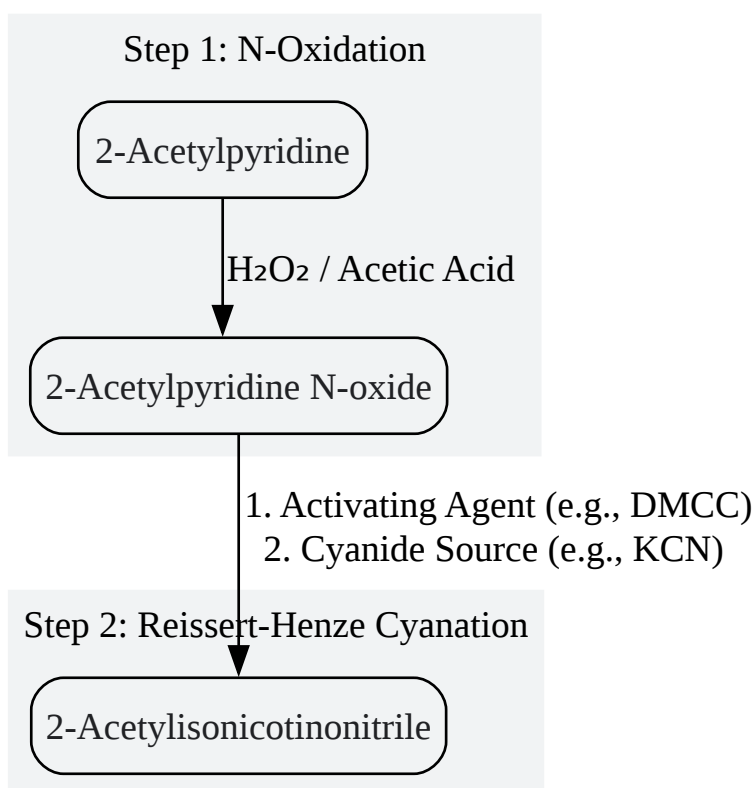 Step 1: N-Oxidation
2-Acetylpyridine
H₂O₂ / Acetic Acid
2-Acetylpyridine N-oxide
1. Activating Agent (e.g., DMCC)
2. Cyanide Source (e.g., KCN)
Step 2: Reissert-Henze Cyanation
2-Acetylisonicotinonitrile